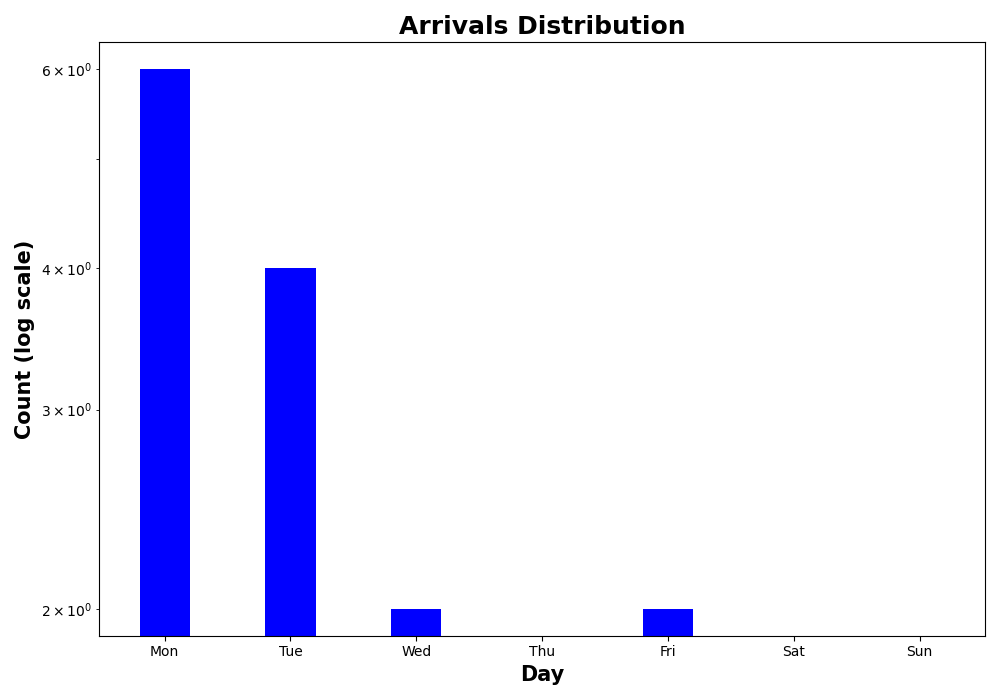 Arrivals Distribution
6 × 10⁰
4 × 10⁰
3 × 10⁰
2 × 10⁰
Count (log scale)
Mon Tue Wed Thu Fri Sat Sun
Day